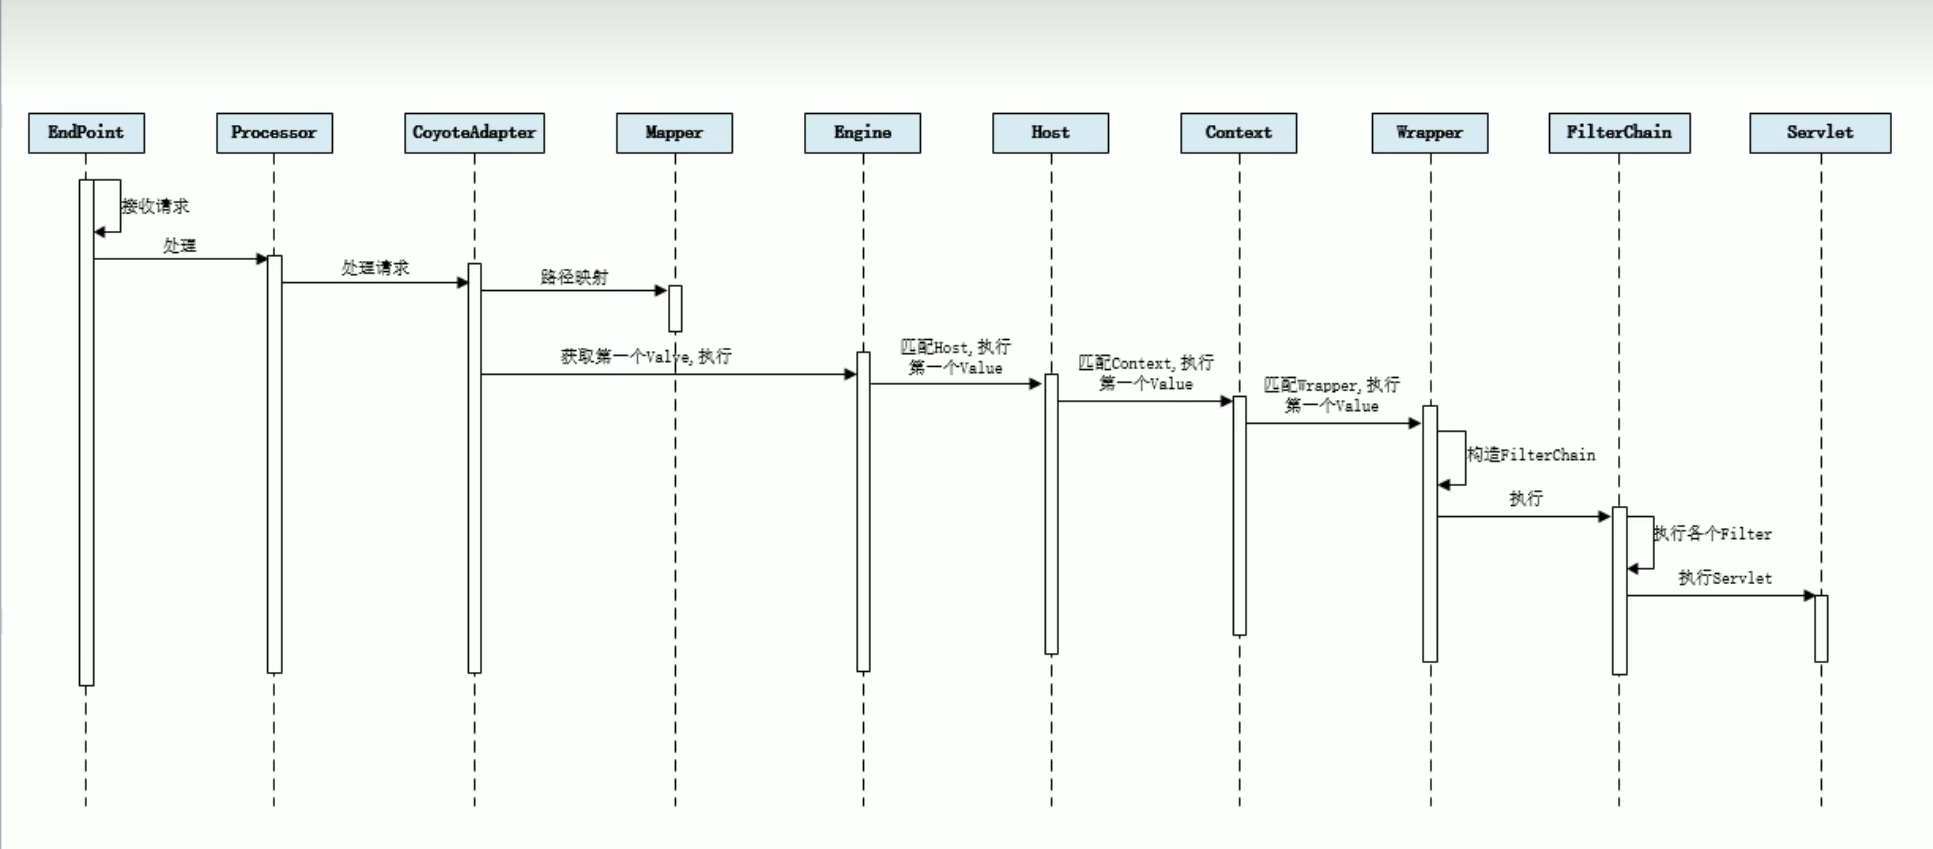 EndPoint
Processor
CoyoteAdapter
Mapper
Engine
Host
Context
Wrapper
FilterChain
Servlet
接收请求
处理
处理请求
路径映射
获取第一个Valve,执行
匹配Host,执行
第一个Value
匹配Context,执行
第一个Value
匹配Wrapper,执行
第一个Value
构造FilterChain
执行
执行各个Filter
执行Servlet